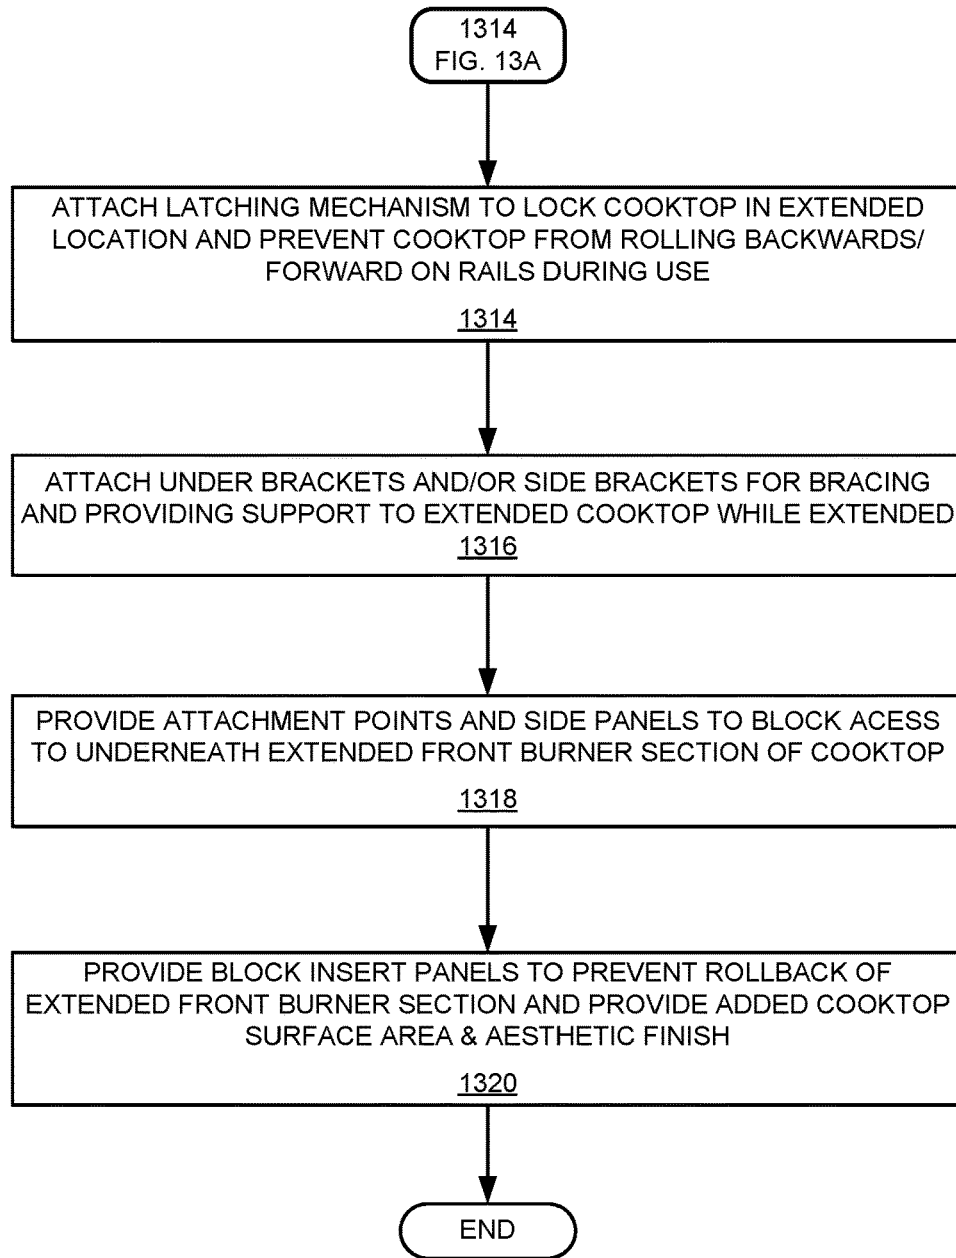 1314
FIG. 13A
ATTACH LATCHING MECHANISM TO LOCK COOKTOP IN EXTENDED
LOCATION AND PREVENT COOKTOP FROM ROLLING BACKWARDS/
FORWARD ON RAILS DURING USE
1314
ATTACH UNDER BRACKETS AND/OR SIDE BRACKETS FOR BRACING
AND PROVIDING SUPPORT TO EXTENDED COOKTOP WHILE EXTENDED
1316
PROVIDE ATTACHMENT POINTS AND SIDE PANELS TO BLOCK ACESS
TO UNDERNEATH EXTENDED FRONT BURNER SECTION OF COOKTOP
1318
PROVIDE BLOCK INSERT PANELS TO PREVENT ROLLBACK OF
EXTENDED FRONT BURNER SECTION AND PROVIDE ADDED COOKTOP
SURFACE AREA & AESTHETIC FINISH
1320
END